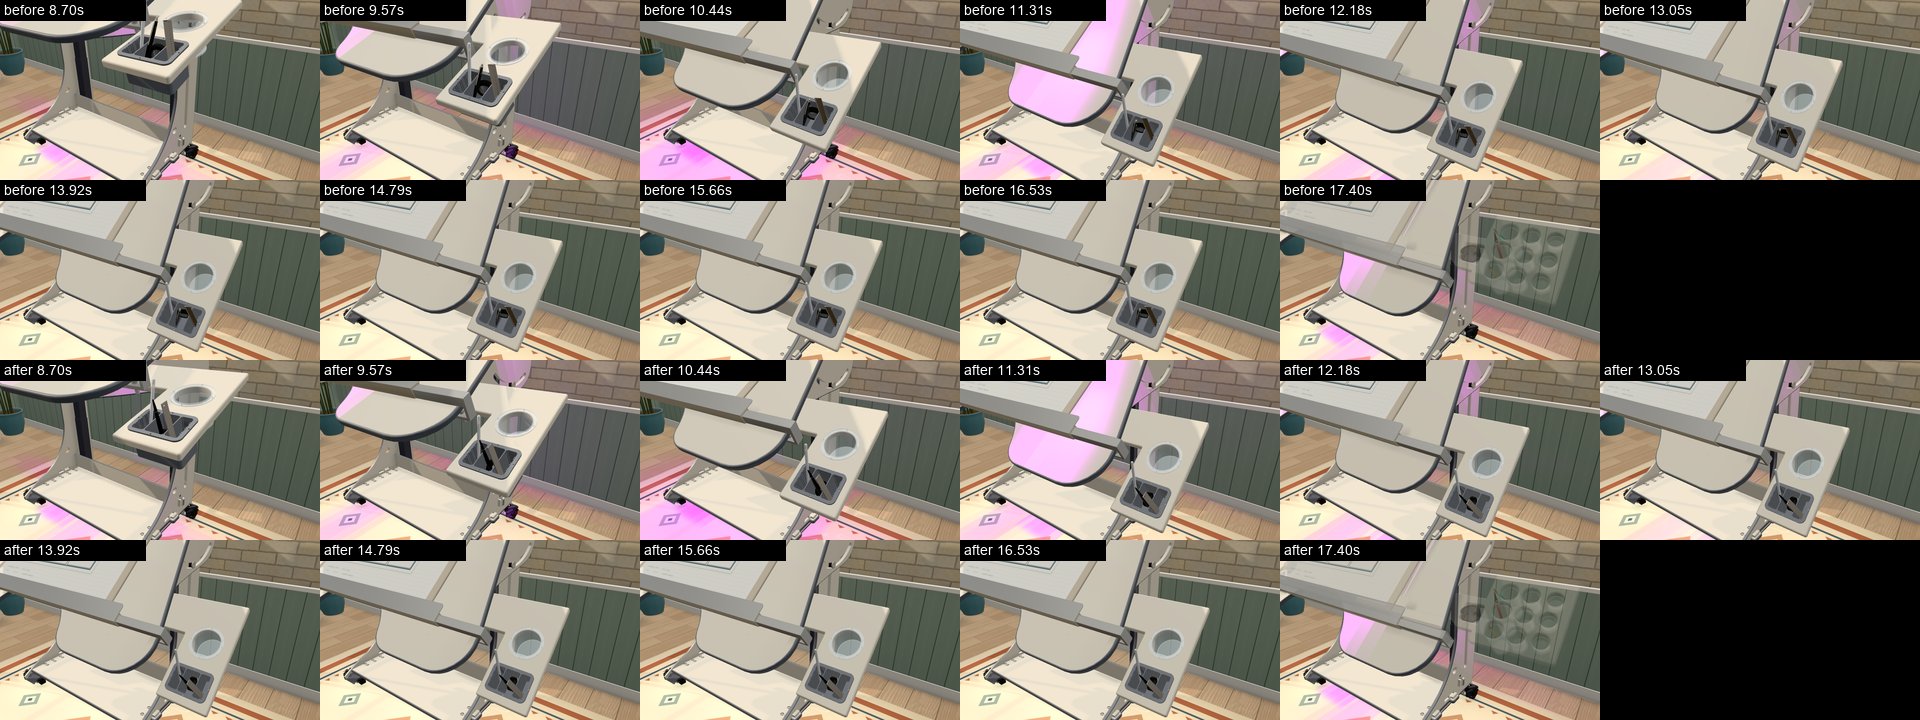 before 8.70s
before 9.57s
before 10.44s
before 11.31s
before 12.18s
before 13.05s
before 13.92s
before 14.79s
before 15.66s
before 16.53s
before 17.40s
after 8.70s
after 9.57s
after 10.44s
after 11.31s
after 12.18s
after 13.05s
after 13.92s
after 14.79s
after 15.66s
after 16.53s
after 17.40s